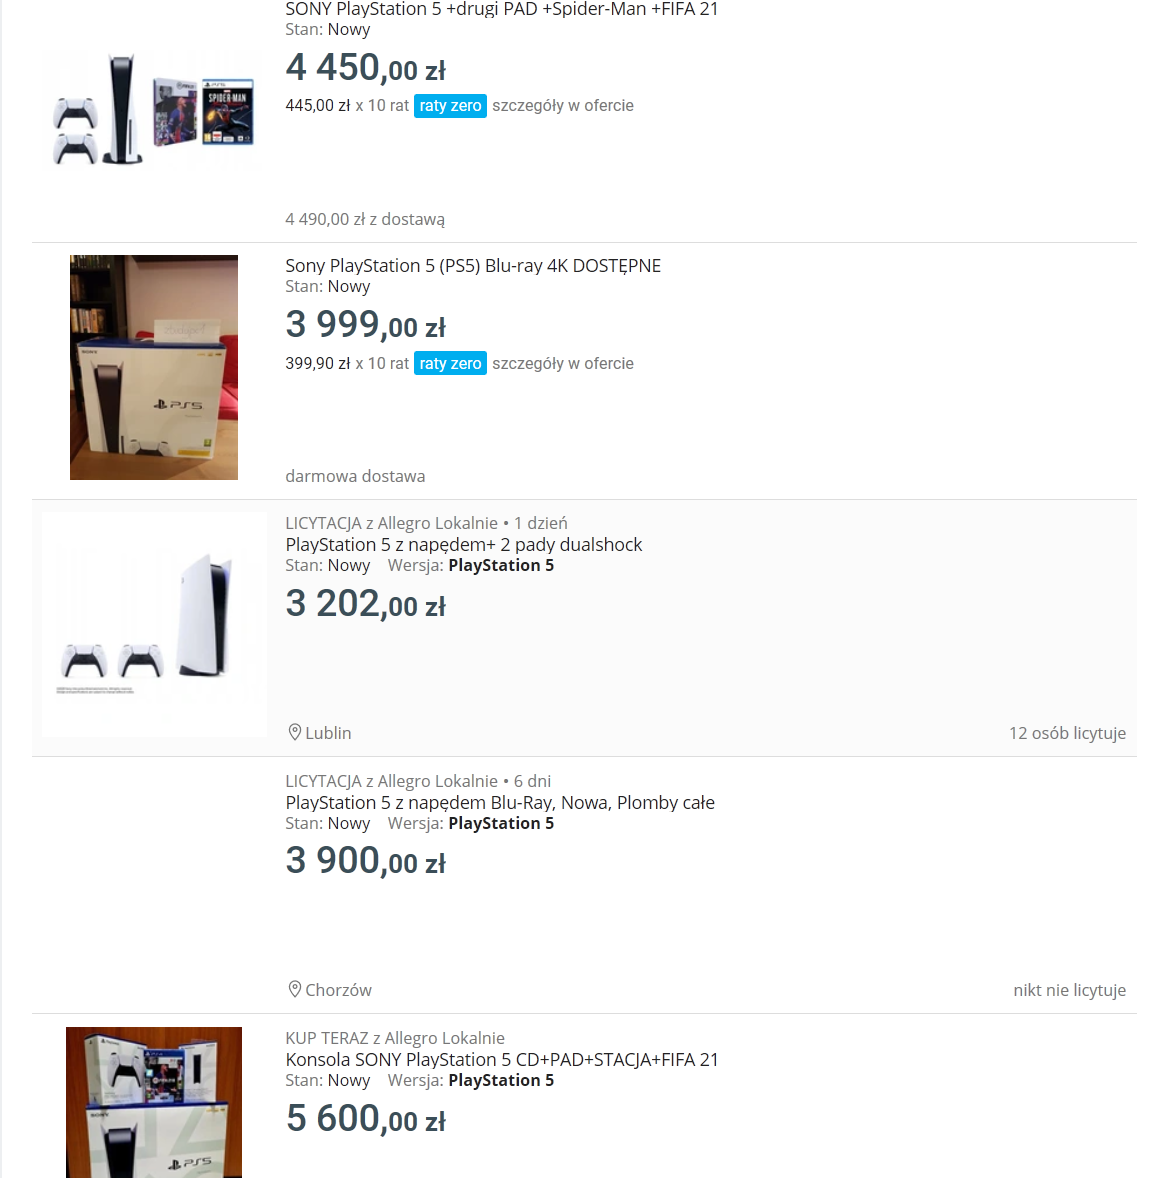 SONY PlayStation 5 +drugi PAD +Spider-Man +FIFA 21
Stan: Nowy
4 450,00 zł
445,00 zł x 10 rat raty zero szczegóły w ofercie
SPIDER-MAN
4 490,00 zł z dostawą
Sony PlayStation 5 (PS5) Blu-ray 4K DOSTĘPNE
Stan: Nowy
3 999,00 zł
399,90 zł x 10 rat raty zero szczegóły w ofercie
SONY
PS5
darmowa dostawa
LICYTACJA z Allegro Lokalnie • 1 dzień
PlayStation 5 z napędem+ 2 pady dualshock
Stan: Nowy Wersja: PlayStation 5
3 202,00 zł
Lublin 12 osób licytuje
LICYTACJA z Allegro Lokalnie • 6 dni
PlayStation 5 z napędem Blu-Ray, Nowa, Plomby całe
Stan: Nowy Wersja: PlayStation 5
3 900,00 zł
Chorzów nikt nie licytuje
KUP TERAZ z Allegro Lokalnie
Konsola SONY PlayStation 5 CD+PAD+STACJA+FIFA 21
Stan: Nowy Wersja: PlayStation 5
5 600,00 zł
SONY
PS5